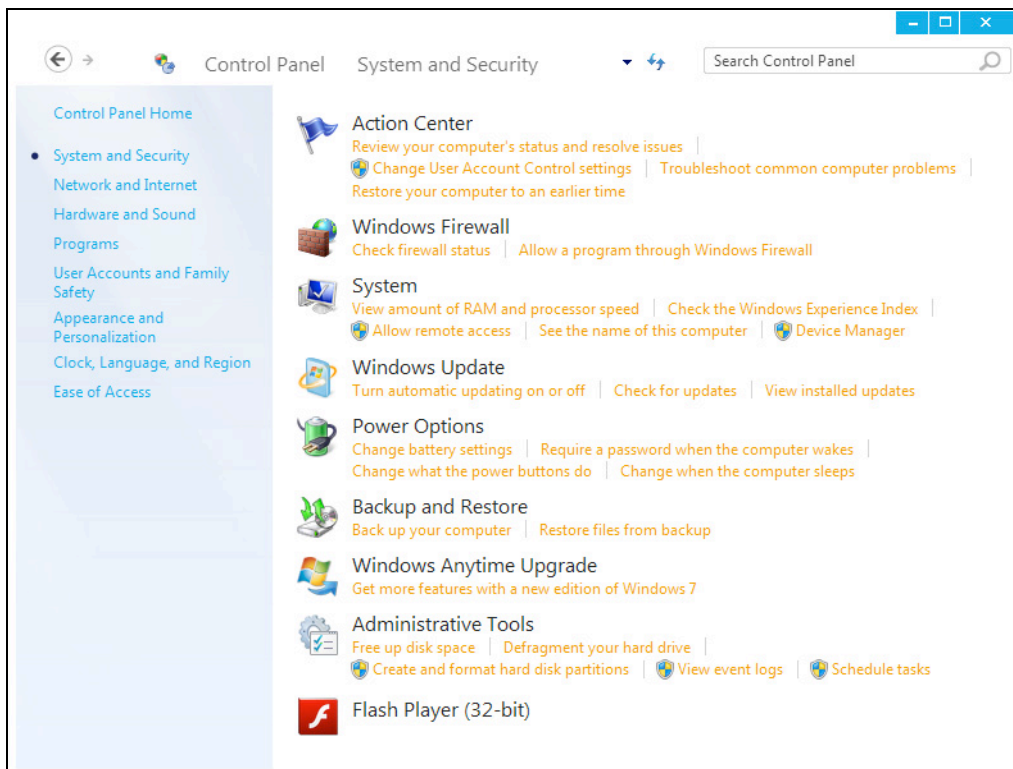 Control Panel System and Security Search Control Panel
Control Panel Home
System and Security
Network and Internet
Hardware and Sound
Programs
User Accounts and Family
Safety
Appearance and
Personalization
Clock, Language, and Region
Ease of Access
Action Center
Review your computer's status and resolve issues
Change User Account Control settings Troubleshoot common computer problems
Restore your computer to an earlier time
Windows Firewall
Check firewall status Allow a program through Windows Firewall
System
View amount of RAM and processor speed Check the Windows Experience Index
Allow remote access See the name of this computer Device Manager
Windows Update
Turn automatic updating on or off Check for updates View installed updates
Power Options
Change battery settings Require a password when the computer wakes
Change what the power buttons do Change when the computer sleeps
Backup and Restore
Back up your computer Restore files from backup
Windows Anytime Upgrade
Get more features with a new edition of Windows 7
Administrative Tools
Free up disk space Defragment your hard drive
Create and format hard disk partitions View event logs Schedule tasks
Flash Player (32-bit)